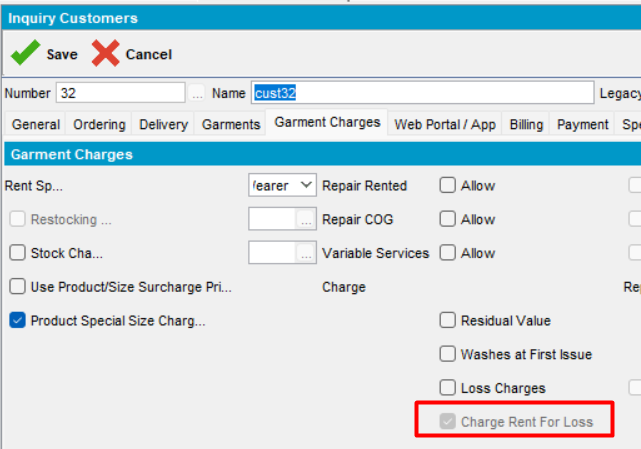 Inquiry Customers
Save Cancel
Number 32 ... Name cust32 Legacy
General Ordering Delivery Garments Garment Charges Web Portal / App Billing Payment Spe
Garment Charges
Rent Sp... /earer Repair Rented Allow
Restocking ... ... Repair COG Allow
Stock Cha... ... Variable Services Allow
Use Product/Size Surcharge Pri... Charge Rep
Product Special Size Charg... Residual Value
Washes at First Issue
Loss Charges
Charge Rent For Loss